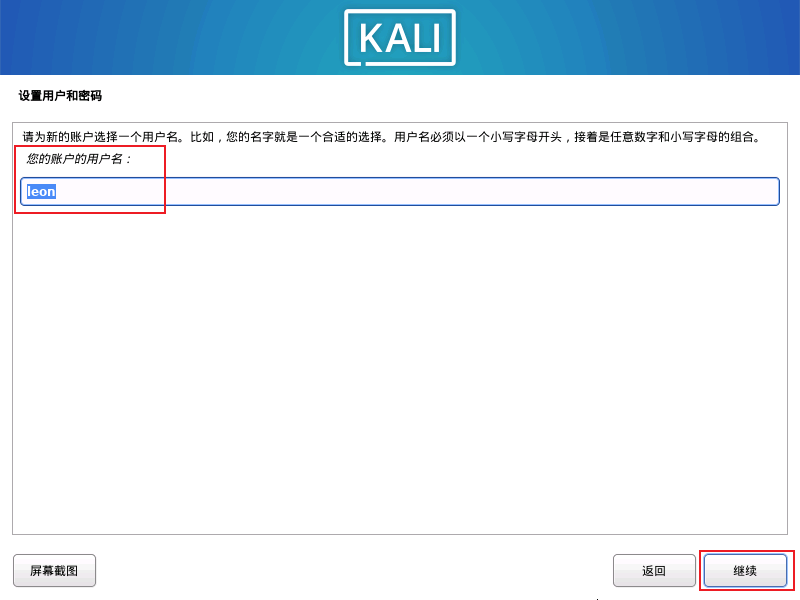 KALI
设置用户和密码
请为新的账户选择一个用户名。比如，您的名字就是一个合适的选择。用户名必须以一个小写字母开头，接着是任意数字和小写字母的组合。
您的账户的用户名：
leon
屏幕截图
返回
继续